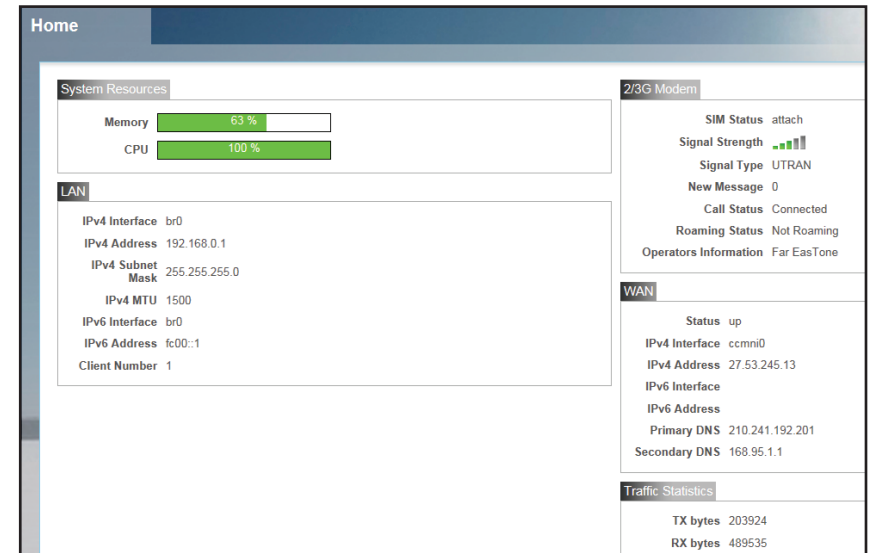 Home
System Resources
Memory 63 %
CPU 100 %
LAN
IPv4 Interface br0
IPv4 Address 192.168.0.1
IPv4 Subnet
Mask 255.255.255.0
IPv4 MTU 1500
IPv6 Interface br0
IPv6 Address fc00::1
Client Number 1
2/3G Modem
SIM Status attach
Signal Strength
Signal Type UTRAN
New Message 0
Call Status Connected
Roaming Status Not Roaming
Operators Information Far EasTone
WAN
Status up
IPv4 Interface ccmni0
IPv4 Address 27.53.245.13
IPv6 Interface
IPv6 Address
Primary DNS 210.241.192.201
Secondary DNS 168.95.1.1
Traffic Statistics
TX bytes 203924
RX bytes 489535